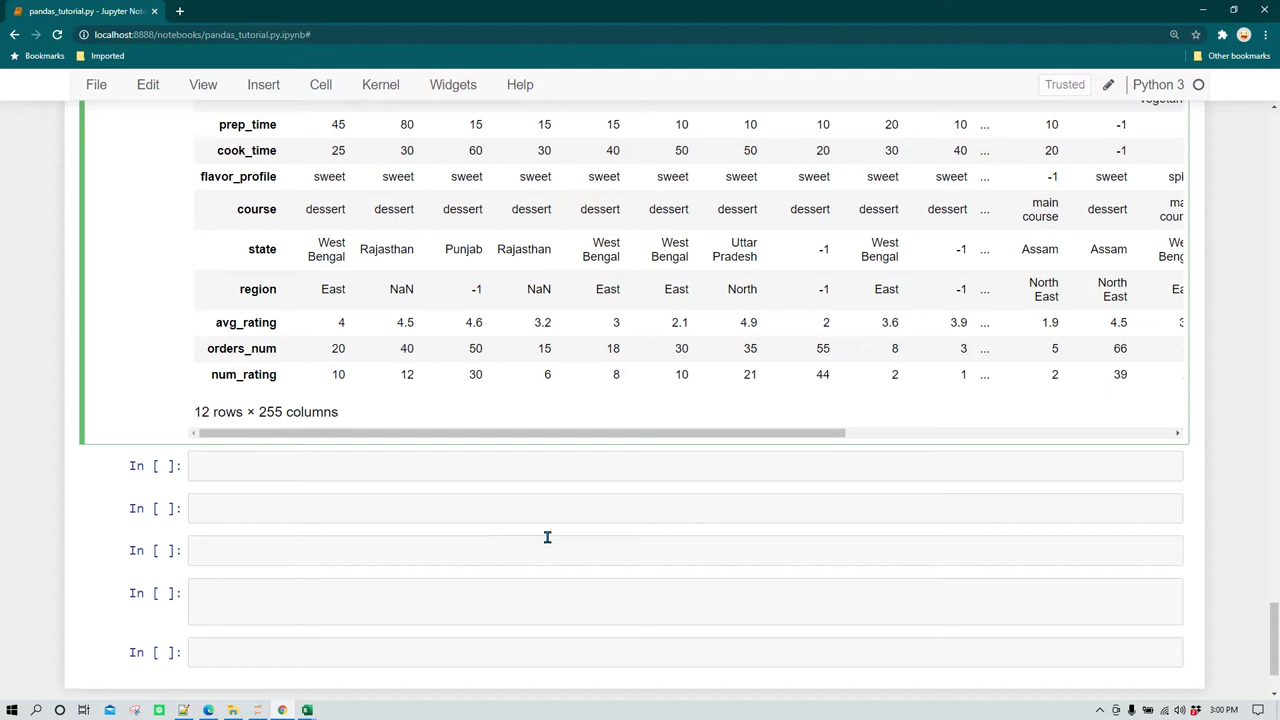 pandas_tutorial.py - Jupyter Not
localhost:8888/notebooks/pandas_tutorial.py.ipynb#
Bookmarks Imported Other bookmarks
File Edit View Insert Cell Kernel Widgets Help Trusted Python 3
prep_time 45 80 15 15 15 10 10 10 20 10 ... 10 -1
cook_time 25 30 60 30 40 50 50 20 30 40 ... 20 -1
flavor_profile sweet sweet sweet sweet sweet sweet sweet sweet sweet sweet ... -1 sweet spi
course dessert dessert dessert dessert dessert dessert dessert dessert dessert dessert ... main course dessert ma cour
state West Bengal Rajasthan Punjab Rajasthan West Bengal West Bengal Uttar Pradesh -1 West Bengal -1 ... Assam Assam We Beng
region East NaN -1 NaN East East North -1 East -1 ... North East North East Ea
avg_rating 4 4.5 4.6 3.2 3 2.1 4.9 2 3.6 3.9 ... 1.9 4.5 3
orders_num 20 40 50 15 18 30 35 55 8 3 ... 5 66
num_rating 10 12 30 6 8 10 21 44 2 1 ... 2 39
12 rows × 255 columns
In [ ]:
In [ ]:
In [ ]:
In [ ]:
In [ ]:
3:00 PM